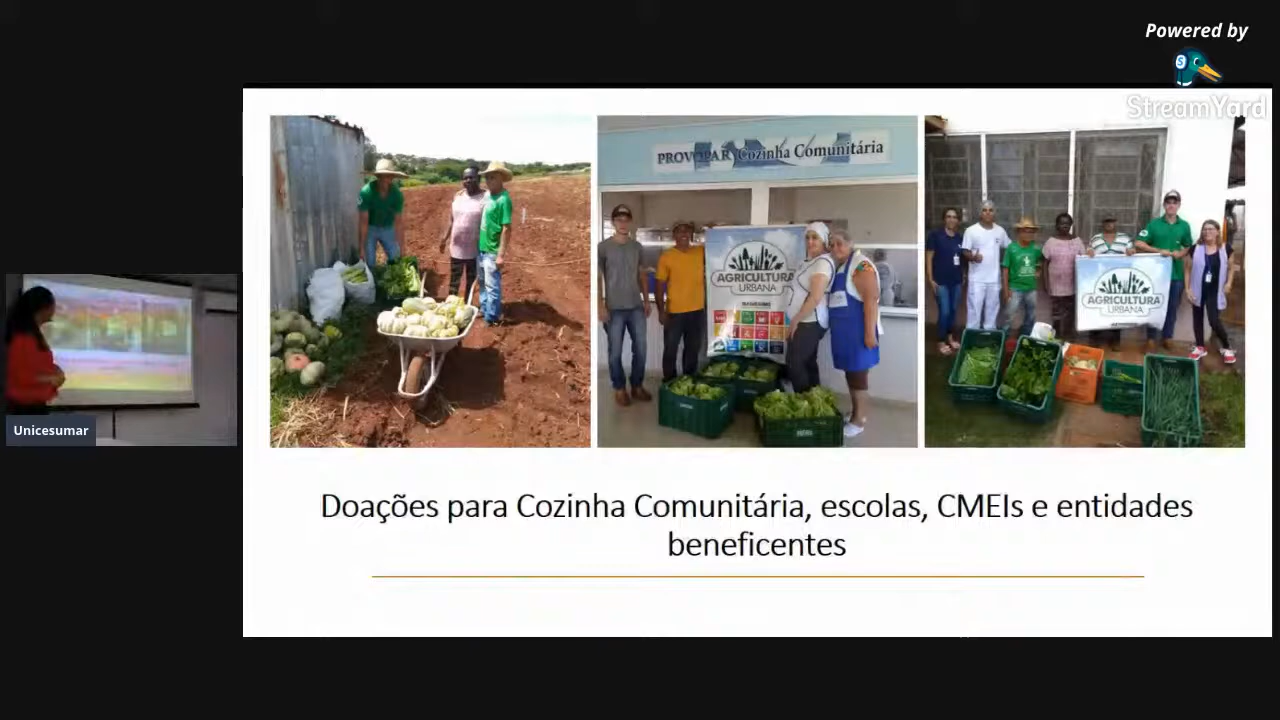 Powered by
StreamYard
PROVOPAR Cozinha Comunitária
AGRICULTURA
URBANA
AGRICULTURA
URBANA
Unicesumar
Doações para Cozinha Comunitária, escolas, CMEIs e entidades
beneficentes